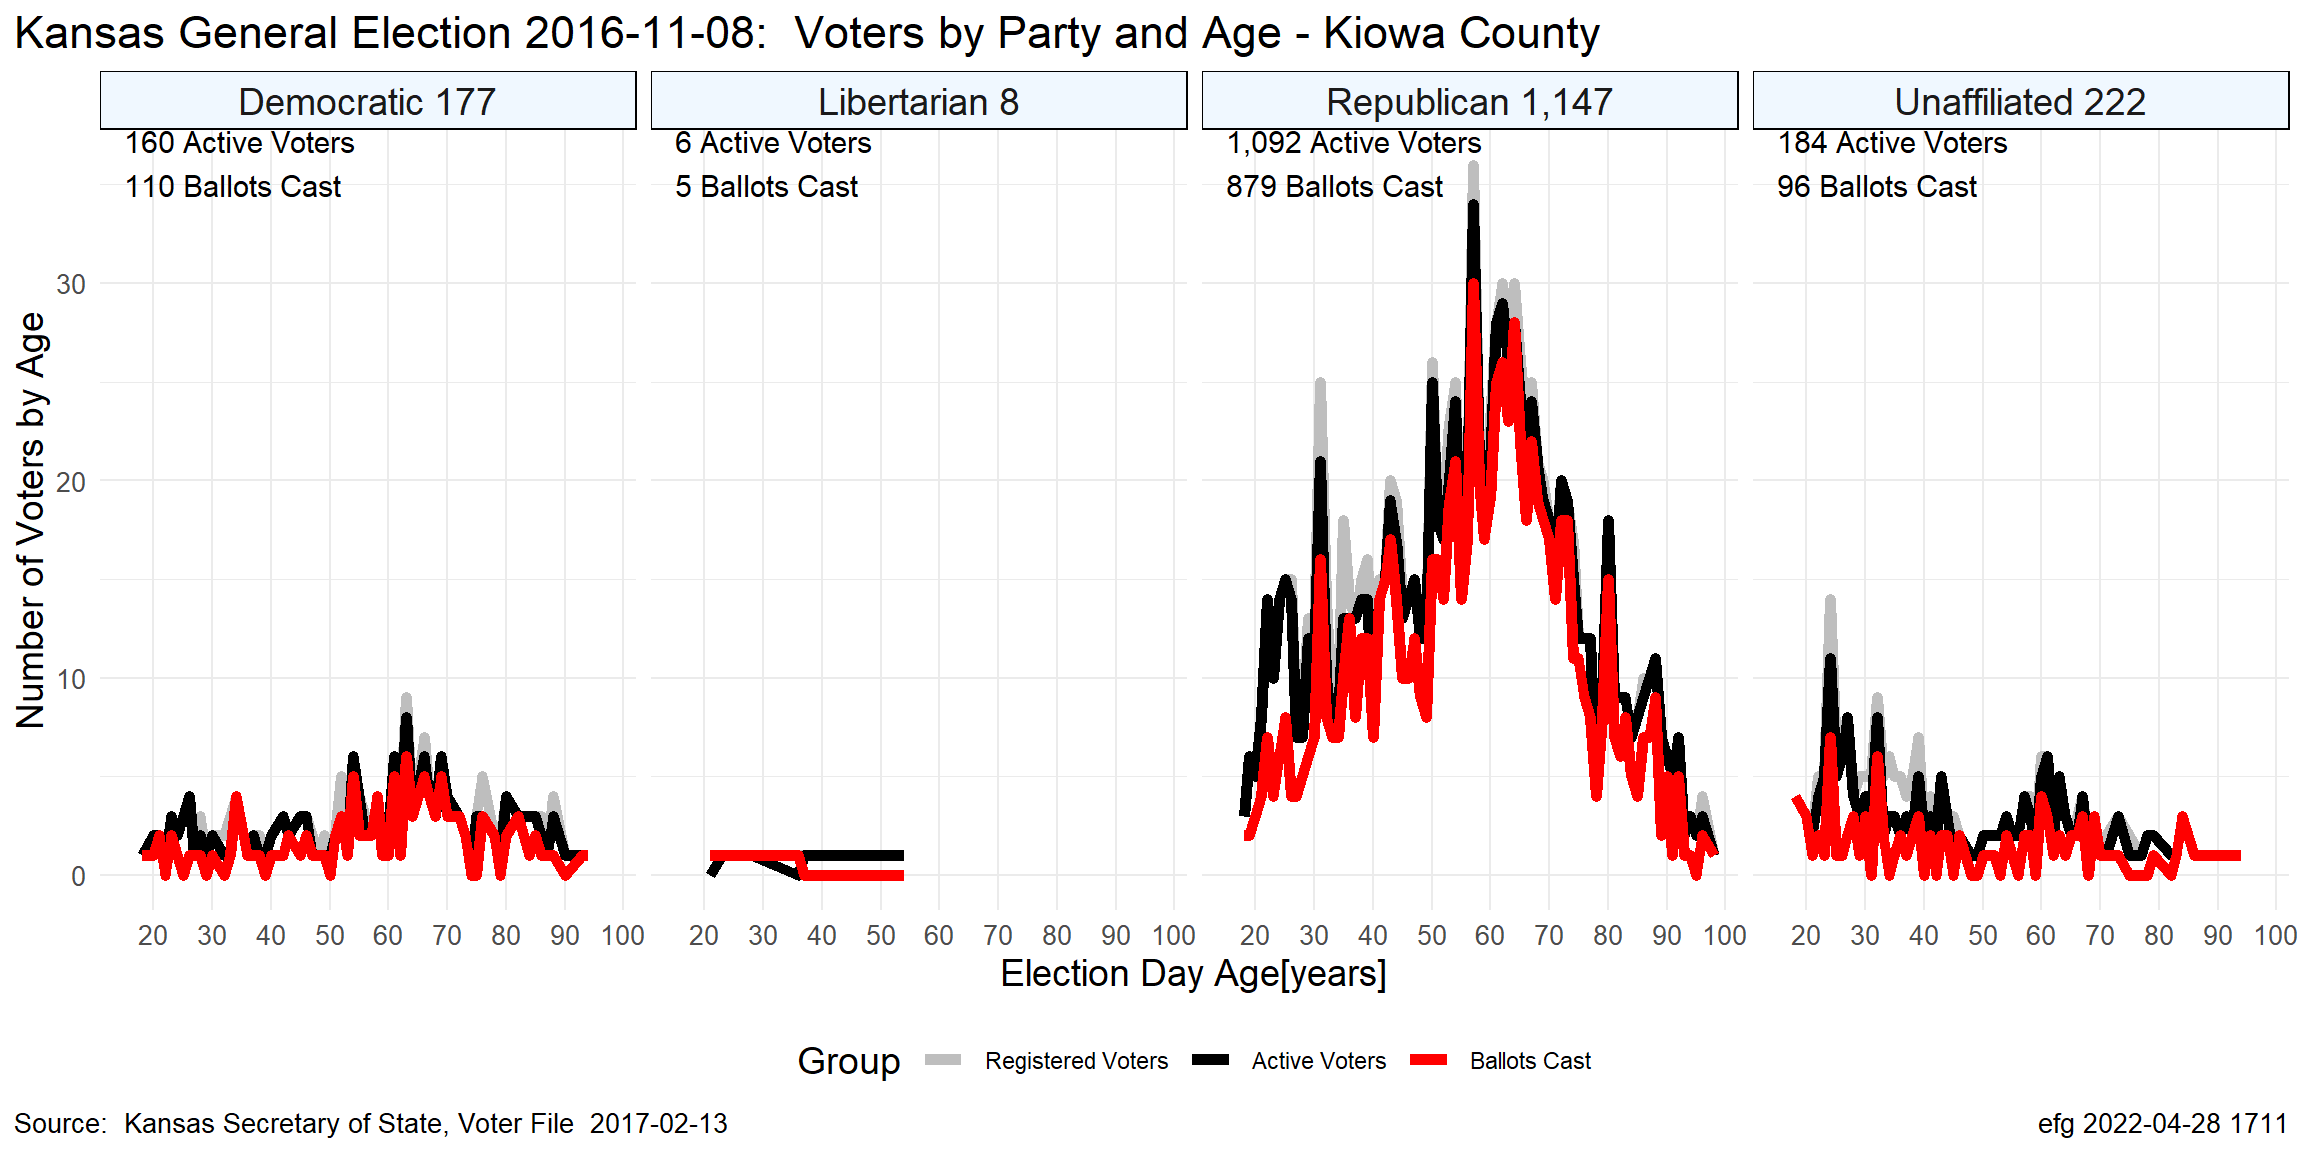 Kansas General Election 2016-11-08:  Voters by Party and Age - Kiowa County
Democratic 177
Libertarian 8
Republican 1,147
Unaffiliated 222
160 Active Voters
110 Ballots Cast
6 Active Voters
5 Ballots Cast
1,092 Active Voters
879 Ballots Cast
184 Active Voters
96 Ballots Cast
Number of Voters by Age
30
20
10
0
20 30 40 50 60 70 80 90 100
20 30 40 50 60 70 80 90 100
20 30 40 50 60 70 80 90 100
20 30 40 50 60 70 80 90 100
Election Day Age[years]
Group Registered Voters Active Voters Ballots Cast
Source:  Kansas Secretary of State, Voter File  2017-02-13
efg 2022-04-28 1711